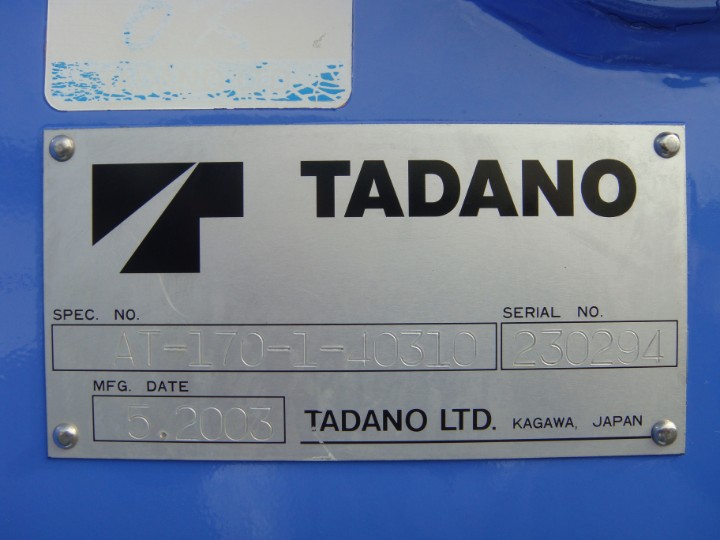 TADANO
SPEC. NO. SERIAL NO.
AT-170-1-40310 230294
MFG. DATE
5.2003 TADANO LTD. KAGAWA, JAPAN